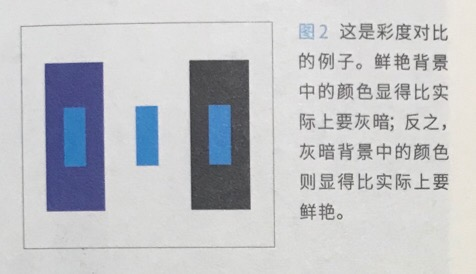 图2 这是彩度对比
的例子。鲜艳背景
中的颜色显得比实
际上要灰暗; 反之，
灰暗背景中的颜色
则显得比实际上要
鲜艳。